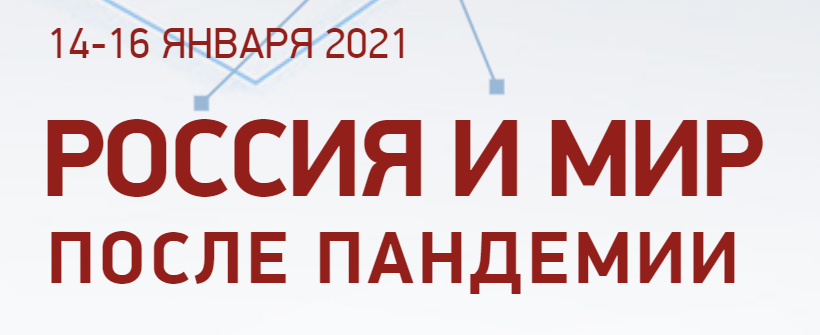 14-16 ЯНВАРЯ 2021
РОССИЯ И МИР
ПОСЛЕ ПАНДЕМИИ